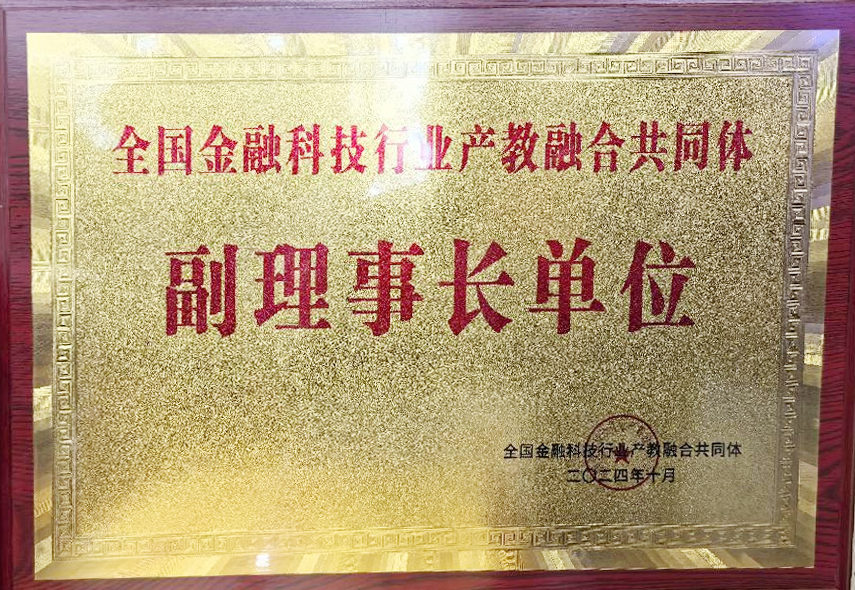 全国金融科技行业产教融合共同体
副理事长单位
全国金融科技行业产教融合共同体
二〇二四年十月